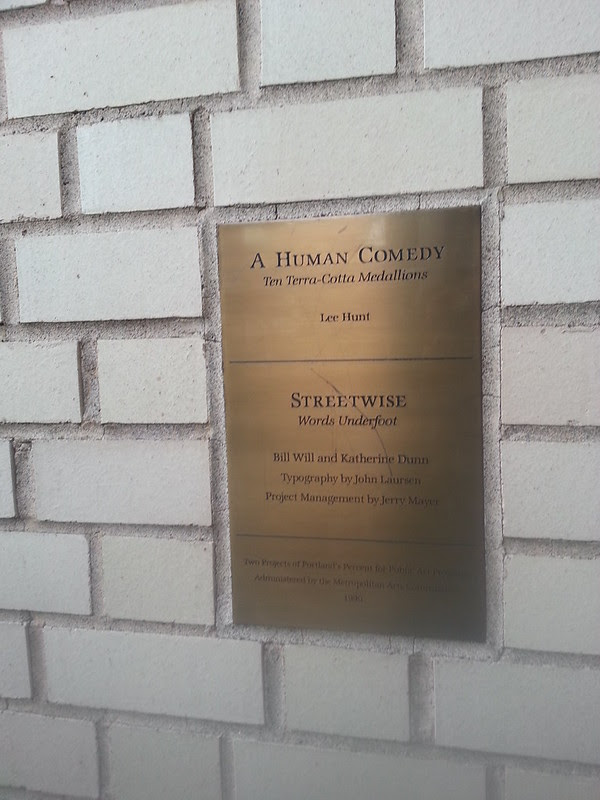 A HUMAN COMEDY
Ten Terra-Cotta Medallions
Lee Hunt
STREETWISE
Words Underfoot
Bill Will and Katherine Dunn
Typography by John Laursen
Project Management by Jerry Mayer
Two Projects of Portland's Percent for Public Art
Administered by the Metropolitan Arts